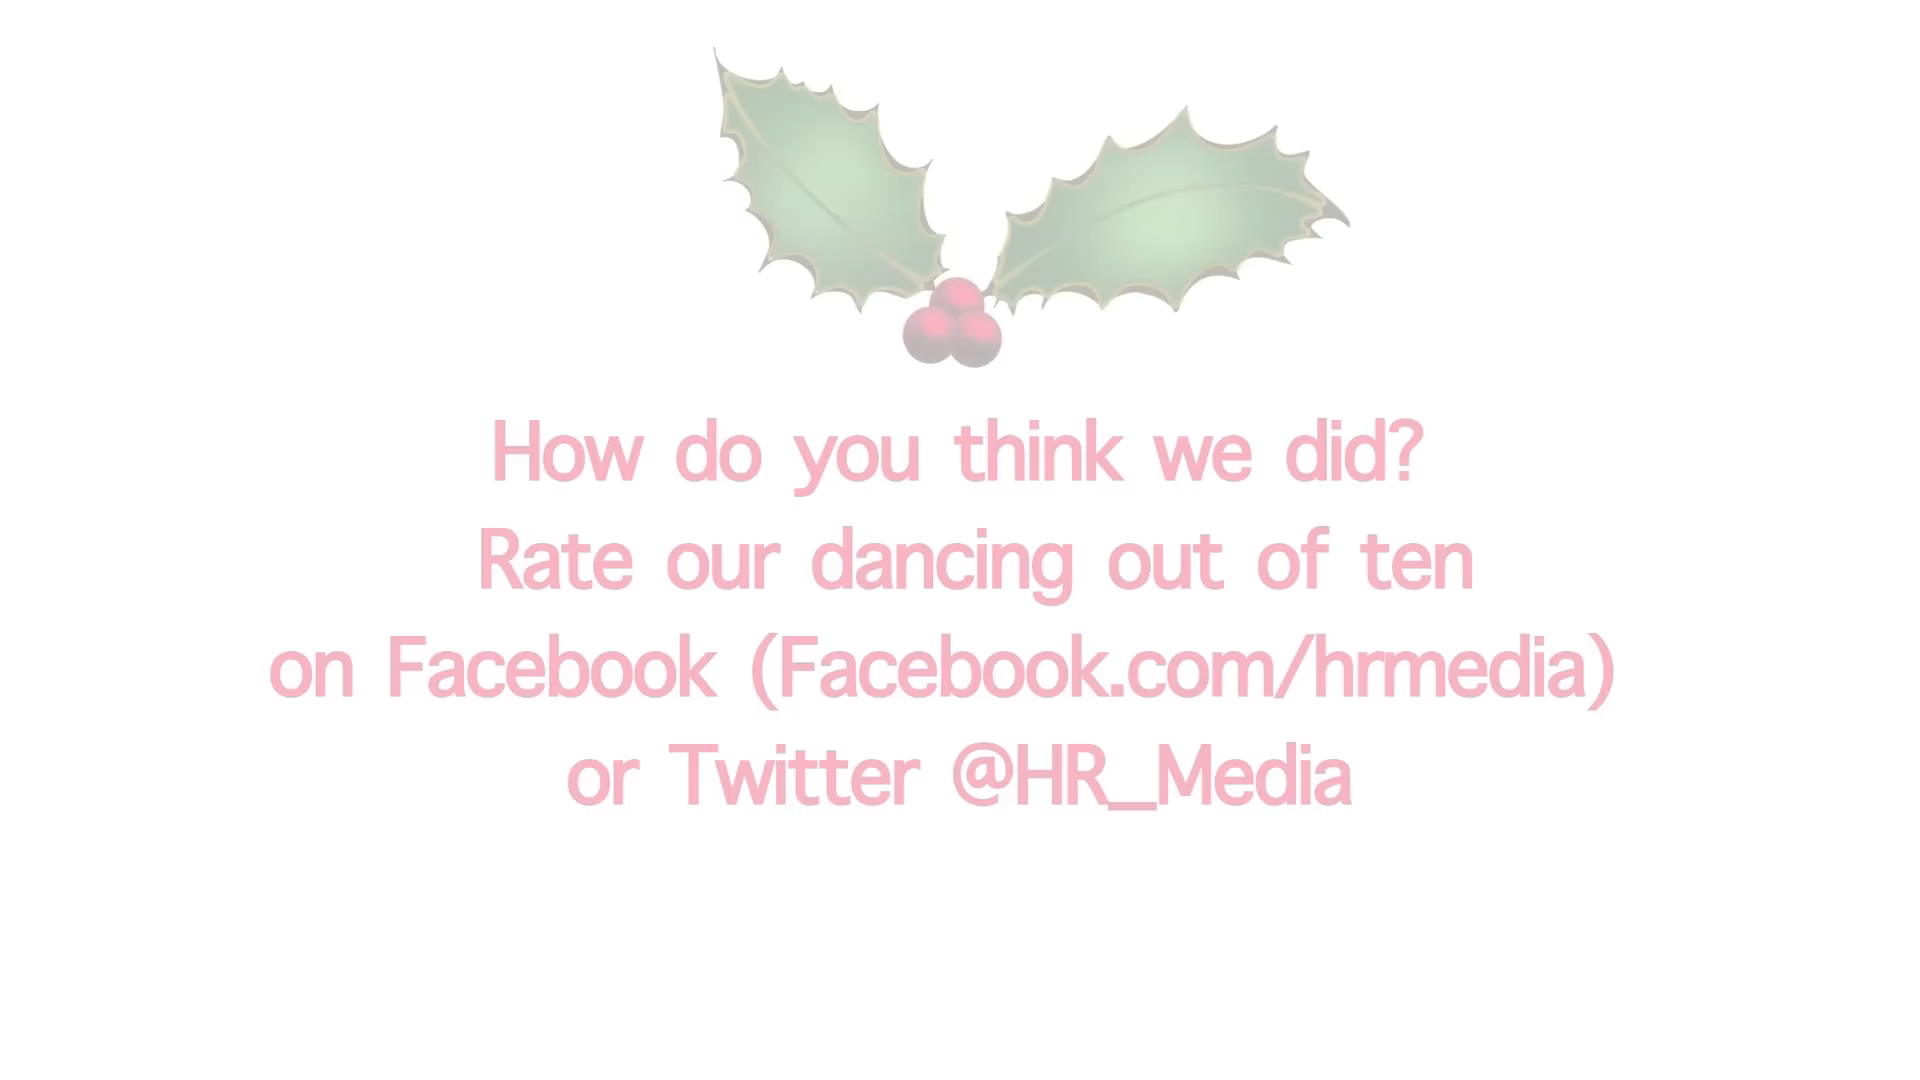 How do you think we did?
Rate our dancing out of ten
on Facebook (Facebook.com/hrmedia)
or Twitter @HR_Media